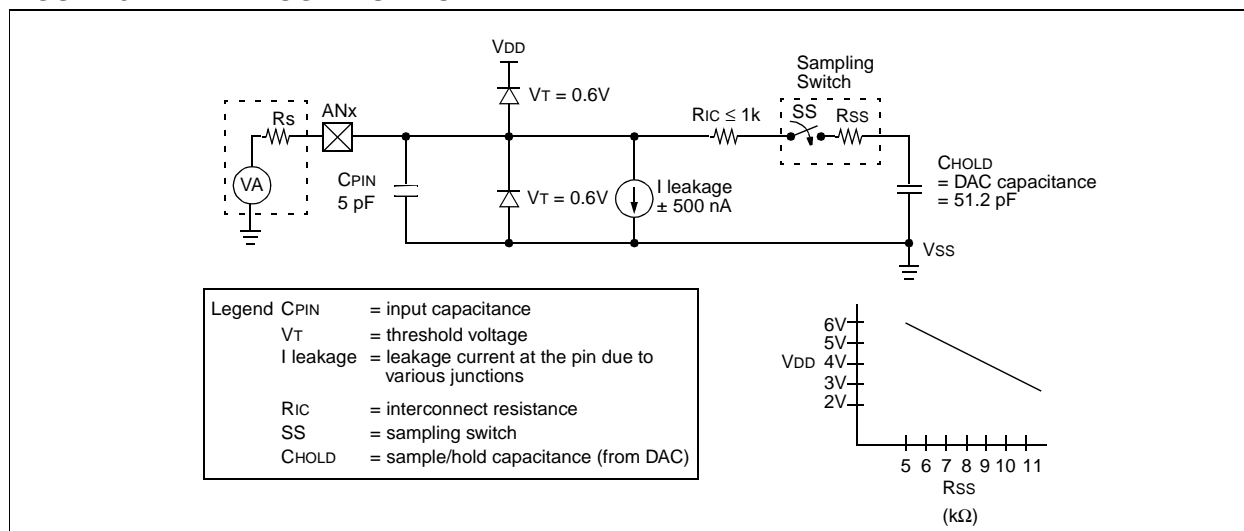 VDD
Sampling
Switch
VT = 0.6V
RIC ≤ 1k
SS
RSS
Rs
ANx
VA
CPIN
5 pF
VT = 0.6V
I leakage
± 500 nA
CHOLD
= DAC capacitance
= 51.2 pF
VSS
Legend CPIN = input capacitance
VT = threshold voltage
I leakage = leakage current at the pin due to
various junctions
RIC = interconnect resistance
SS = sampling switch
CHOLD = sample/hold capacitance (from DAC)
6V
5V
VDD 4V
3V
2V
5 6 7 8 9 10 11
RSS
(kΩ)